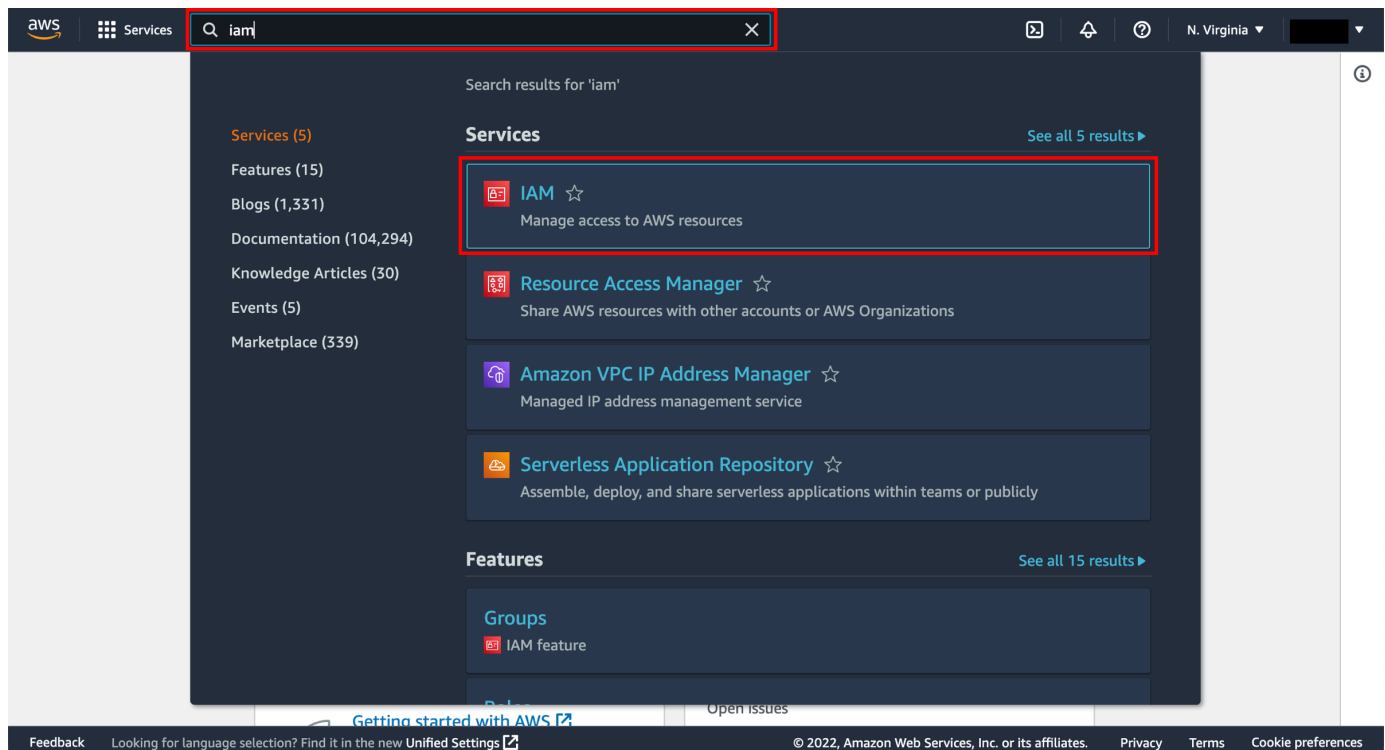 aws
Services
iam
N. Virginia
Search results for 'iam'
Services (5)
Features (15)
Blogs (1,331)
Documentation (104,294)
Knowledge Articles (30)
Events (5)
Marketplace (339)
Services
See all 5 results
IAM
Manage access to AWS resources
Resource Access Manager
Share AWS resources with other accounts or AWS Organizations
Amazon VPC IP Address Manager
Managed IP address management service
Serverless Application Repository
Assemble, deploy, and share serverless applications within teams or publicly
Features
See all 15 results
Groups
IAM feature
Roles
Getting started with AWS
Open issues
Feedback
Looking for language selection? Find it in the new Unified Settings
© 2022, Amazon Web Services, Inc. or its affiliates.
Privacy
Terms
Cookie preferences